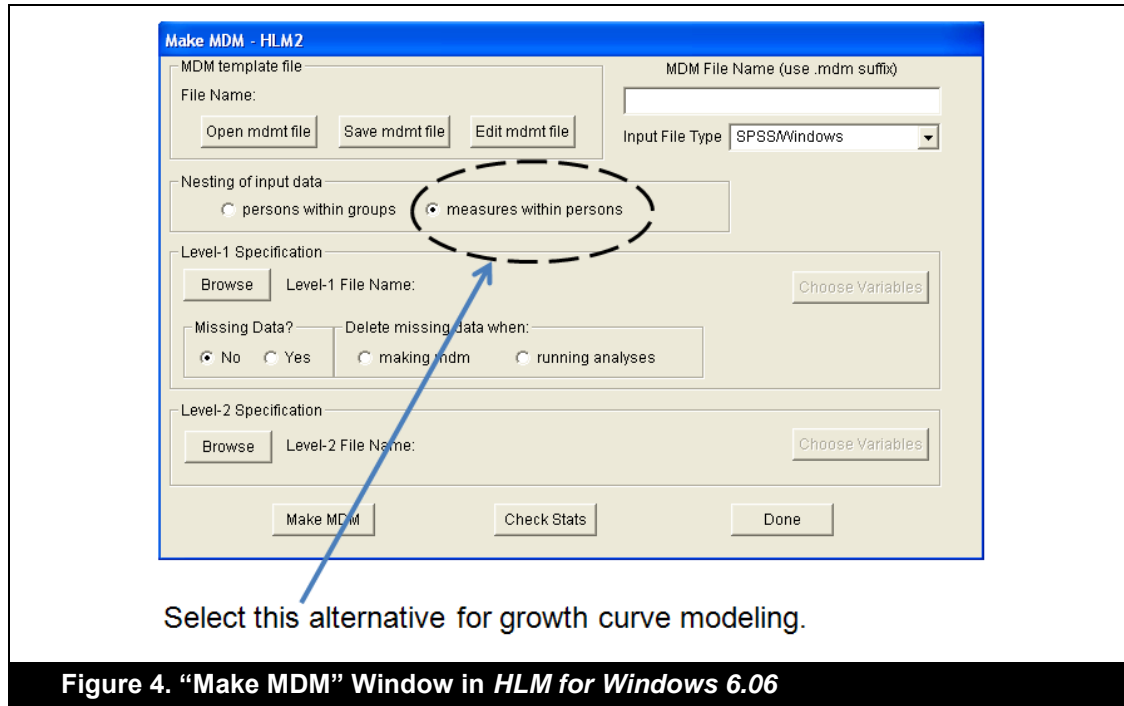 Make MDM - HLM2
MDM template file
File Name:
Open mdmt file Save mdmt file Edit mdmt file
MDM File Name (use .mdm suffix)
Input File Type SPSS/Windows
Nesting of input data
persons within groups measures within persons
Level-1 Specification
Browse Level-1 File Name: Choose Variables
Missing Data? Delete missing data when:
No Yes making mdm running analyses
Level-2 Specification
Browse Level-2 File Name: Choose Variables
Make MDM Check Stats Done
Select this alternative for growth curve modeling.
Figure 4. “Make MDM” Window in HLM for Windows 6.06